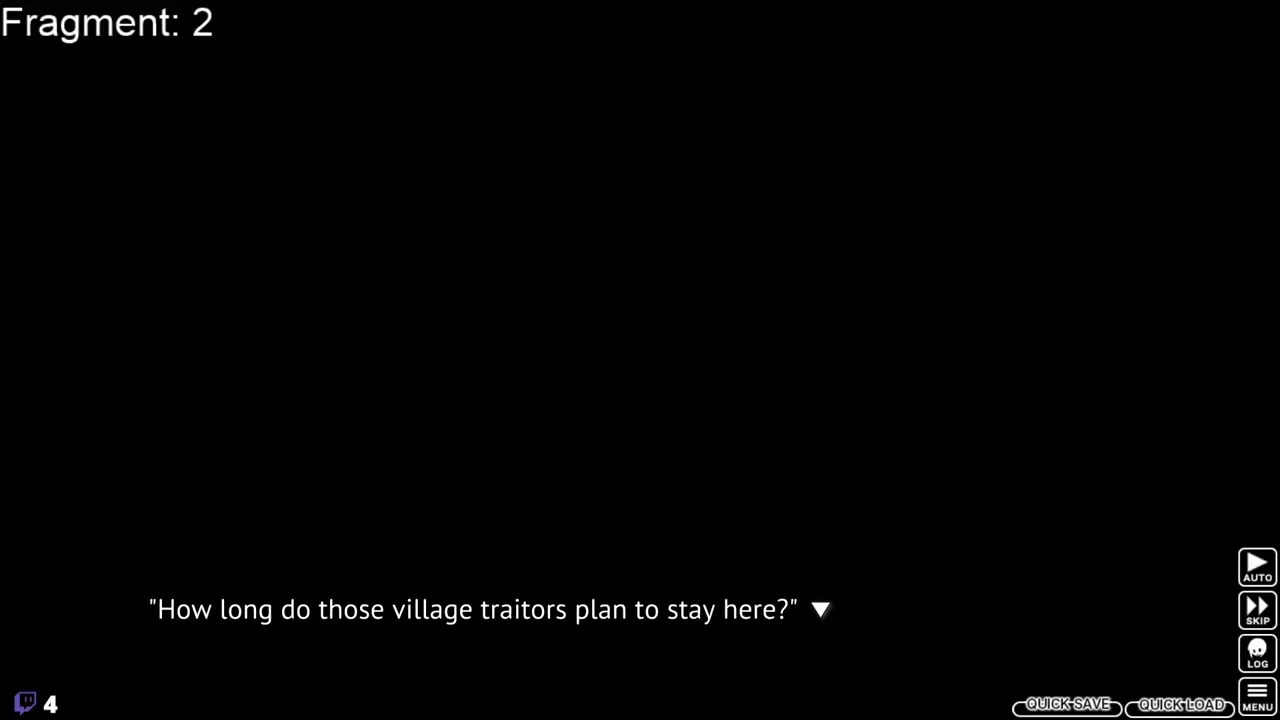 Fragment: 2
"How long do those village traitors plan to stay here?"
AUTO
SKIP
LOG
MENU
4
QUICK SAVE
QUICK LOAD